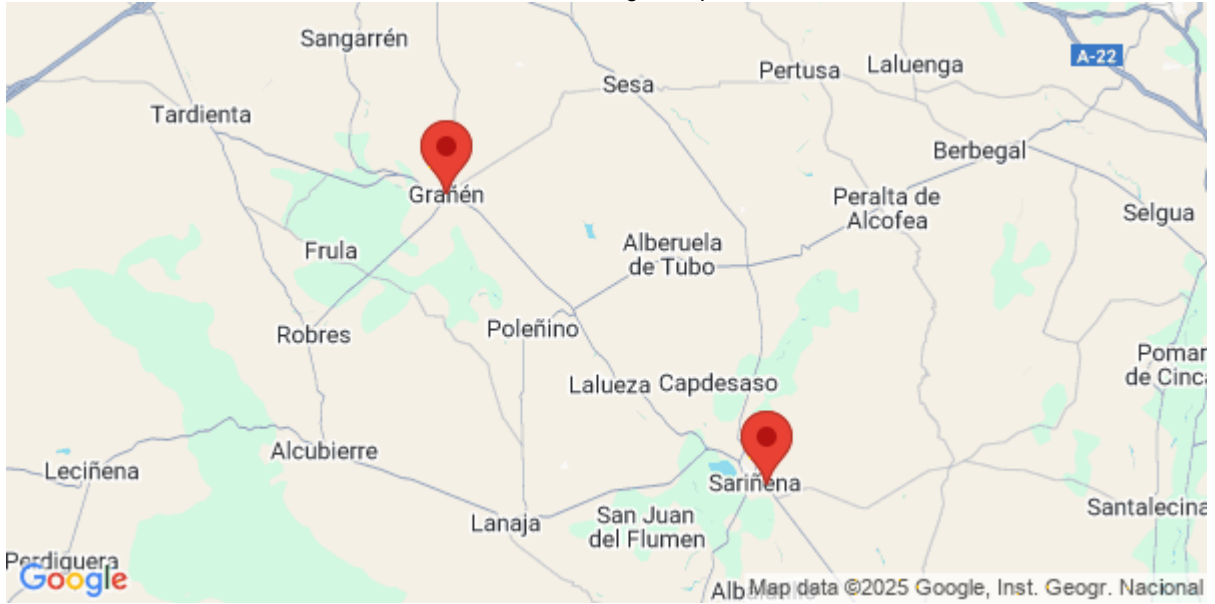 Sangarrén
A-22
Laluenga
Pertusa
Sesa
Tardienta
Berbegal
Grañén
Peralta de
Alcofea
Selgua
Frula
Alberuela
de Tubo
Robres
Poleñino
Pomar
Lalueza
Capdesaso
Alcubierre
Leciñena
Sariñena
Santalecina
Lanaja
San Juan
del Flumen
Perdiguera
Google
Map data ©2025 Google, Inst. Geogr. Nacional